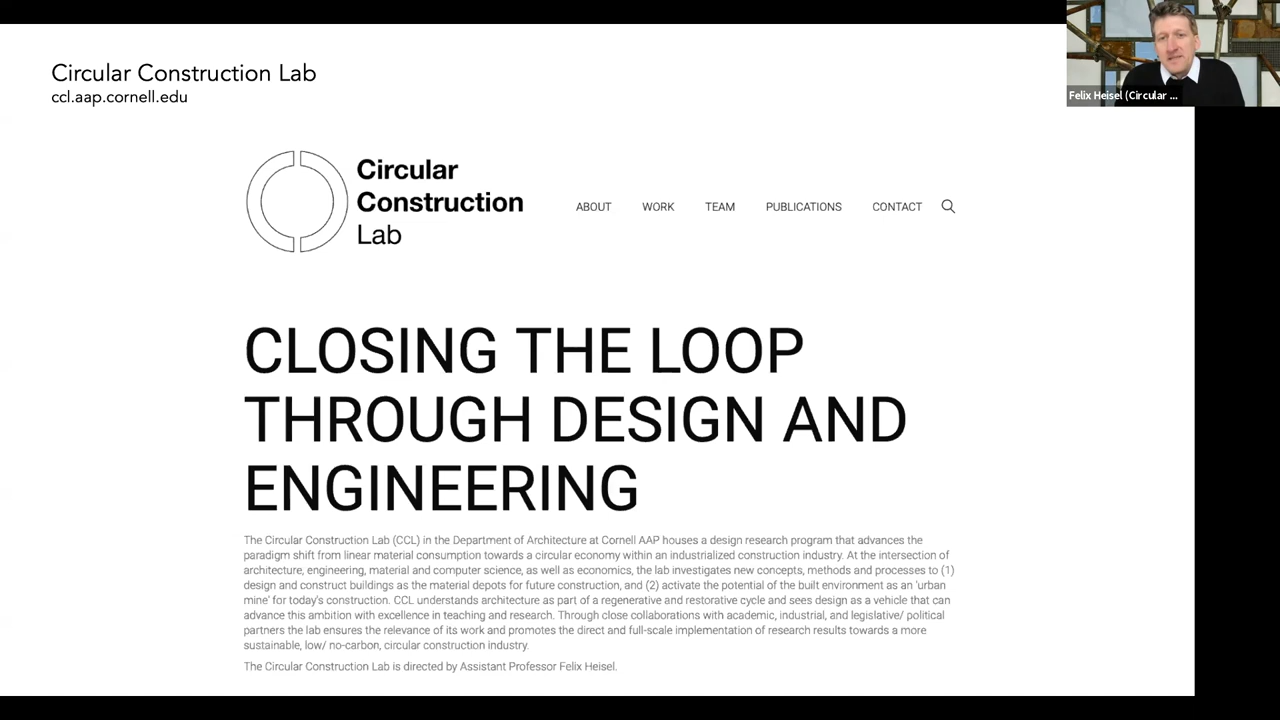 Circular Construction Lab
ccl.aap.cornell.edu
Felix Heisel (Circular ...
Circular
Construction
Lab
ABOUT WORK TEAM PUBLICATIONS CONTACT
CLOSING THE LOOP
THROUGH DESIGN AND
ENGINEERING
The Circular Construction Lab (CCL) in the Department of Architecture at Cornell AAP houses a design research program that advances the
paradigm shift from linear material consumption towards a circular economy within an industrialized construction industry. At the intersection of
architecture, engineering, material and computer science, as well as economics, the lab investigates new concepts, methods and processes to (1)
design and construct buildings as the material depots for future construction, and (2) activate the potential of the built environment as an 'urban
mine' for today's construction. CCL understands architecture as part of a regenerative and restorative cycle and sees design as a vehicle that can
advance this ambition with excellence in teaching and research. Through close collaborations with academic, industrial, and legislative/ political
partners the lab ensures the relevance of its work and promotes the direct and full-scale implementation of research results towards a more
sustainable, low/ no-carbon, circular construction industry.
The Circular Construction Lab is directed by Assistant Professor Felix Heisel.